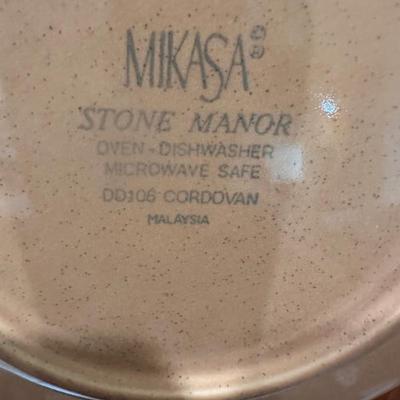 MIKASA © ®
STONE MANOR
OVEN - DISHWASHER
MICROWAVE SAFE
DD106 CORDOVAN
MALAYSIA